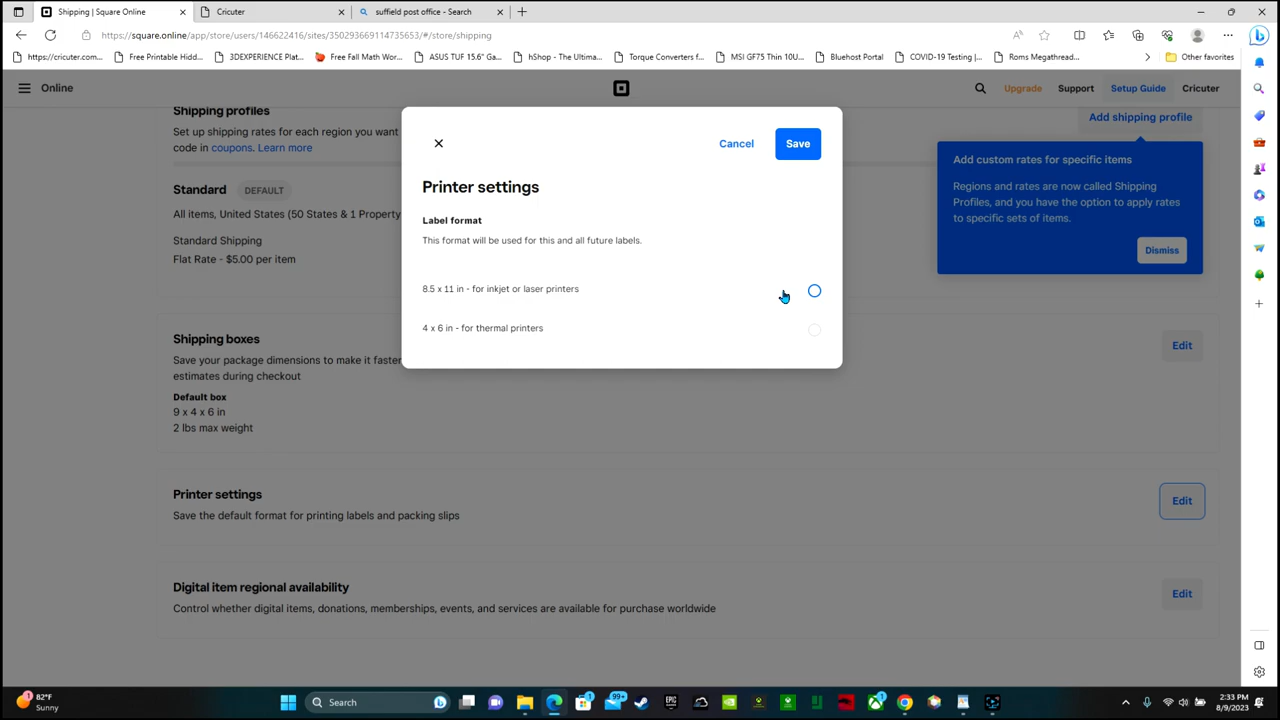 Shipping | Square Online
Cricuter
suffield post office - Search
https://square.online/app/store/users/146622416/sites/350293669114735653/#/store/shipping
https://cricuter.com...
Free Printable Hidd...
3DEXPERIENCE Plat...
Free Fall Math Wor...
ASUS TUF 15.6" Ga...
hShop - The Ultima...
Torque Converters f...
MSI GF75 Thin 10U...
Bluehost Portal
COVID-19 Testing |...
Roms Megathread...
Other favorites
Online
Upgrade
Support
Setup Guide
Cricuter
Shipping profiles
Set up shipping rates for each region you want
code in coupons. Learn more
Add shipping profile
Add custom rates for specific items
Regions and rates are now called Shipping
Profiles, and you have the option to apply rates
to specific sets of items.
Dismiss
Standard DEFAULT
All items, United States (50 States & 1 Property
Standard Shipping
Flat Rate - $5.00 per item
Cancel
Save
Printer settings
Label format
This format will be used for this and all future labels.
8.5 x 11 in - for inkjet or laser printers
4 x 6 in - for thermal printers
Shipping boxes
Save your package dimensions to make it faster
estimates during checkout
Default box
9 x 4 x 6 in
2 lbs max weight
Edit
Printer settings
Save the default format for printing labels and packing slips
Edit
Digital item regional availability
Control whether digital items, donations, memberships, events, and services are available for purchase worldwide
Edit
1
82°F
Sunny
Search
1
99+
EPIC
1
2:33 PM
8/9/2023